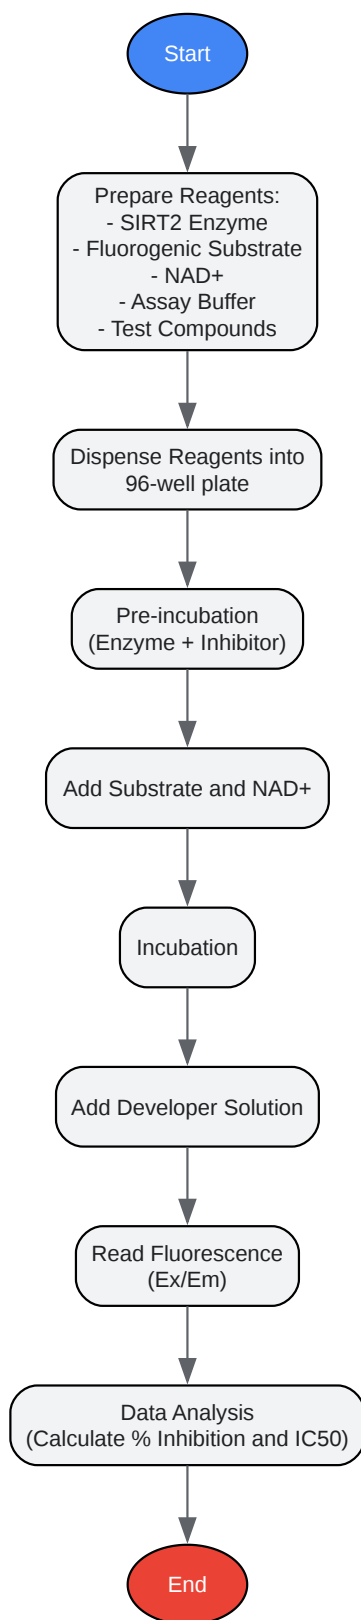 Start
Prepare Reagents:
- SIRT2 Enzyme
- Fluorogenic Substrate
- NAD+
- Assay Buffer
- Test Compounds
Dispense Reagents into
96-well plate
Pre-incubation
(Enzyme + Inhibitor)
Add Substrate and NAD+
Incubation
Add Developer Solution
Read Fluorescence
(Ex/Em)
Data Analysis
(Calculate % Inhibition and IC50)
End